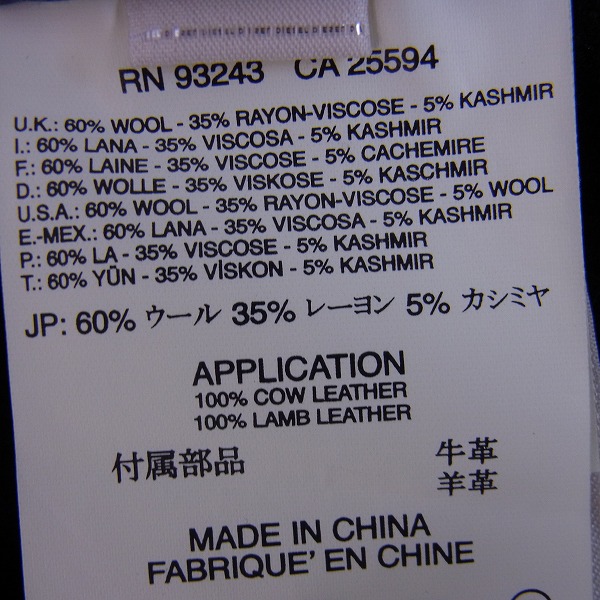 DIESEL DIESEL DIESEL
RN 93243 CA 25594
U.K.: 60% WOOL - 35% RAYON-VISCOSE - 5% KASHMIR
I.: 60% LANA - 35% VISCOSA - 5% KASHMIR
F.: 60% LAINE - 35% VISCOSE - 5% CACHEMIRE
D.: 60% WOLLE - 35% VISKOSE - 5% KASCHMIR
U.S.A.: 60% WOOL - 35% RAYON-VISCOSE - 5% WOOL
E.-MEX.: 60% LANA - 35% VISCOSA - 5% KASHMIR
P.: 60% LA - 35% VISCOSE - 5% KASHMIR
T.: 60% YÜN - 35% VİSKON - 5% KASHMIR
JP: 60% ウール 35% レーヨン 5% カシミヤ
APPLICATION
100% COW LEATHER
100% LAMB LEATHER
付属部品 牛革
羊革
MADE IN CHINA
FABRIQUE' EN CHINE